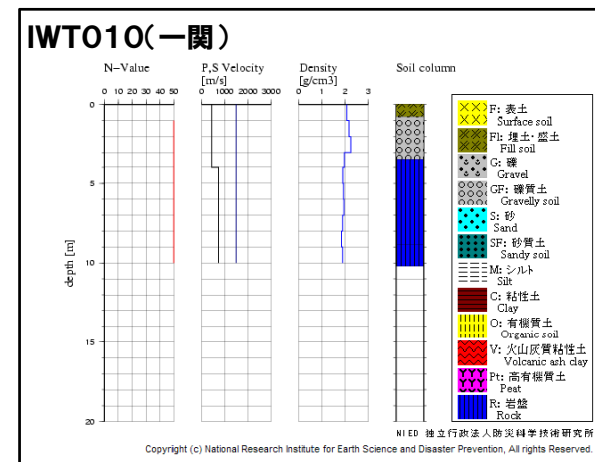 IWT010(一関)
N-Value
P,S Velocity
[m/s]
Density
[g/cm3]
Soil column
0 10 20 30 40 50
0 1000 2000 3000
0 1 2 3
0
5
10
15
20
depth [m]
F: 表土
Surface soil
Fl: 埋土・盛土
Fill soil
G: 礫
Gravel
GF: 礫質土
Gravelly soil
S: 砂
Sand
SF: 砂質土
Sandy soil
M: シルト
Silt
C: 粘性土
Clay
O: 有機質土
Organic soil
V: 火山灰質粘性土
Volcanic ash clay
Pt: 高有機質土
Peat
R: 岩盤
Rock
NIED 独立行政法人防災科学技術研究所
Copyright (c) National Research Institute for Earth Science and Disaster Prevention, All rights Reserved.